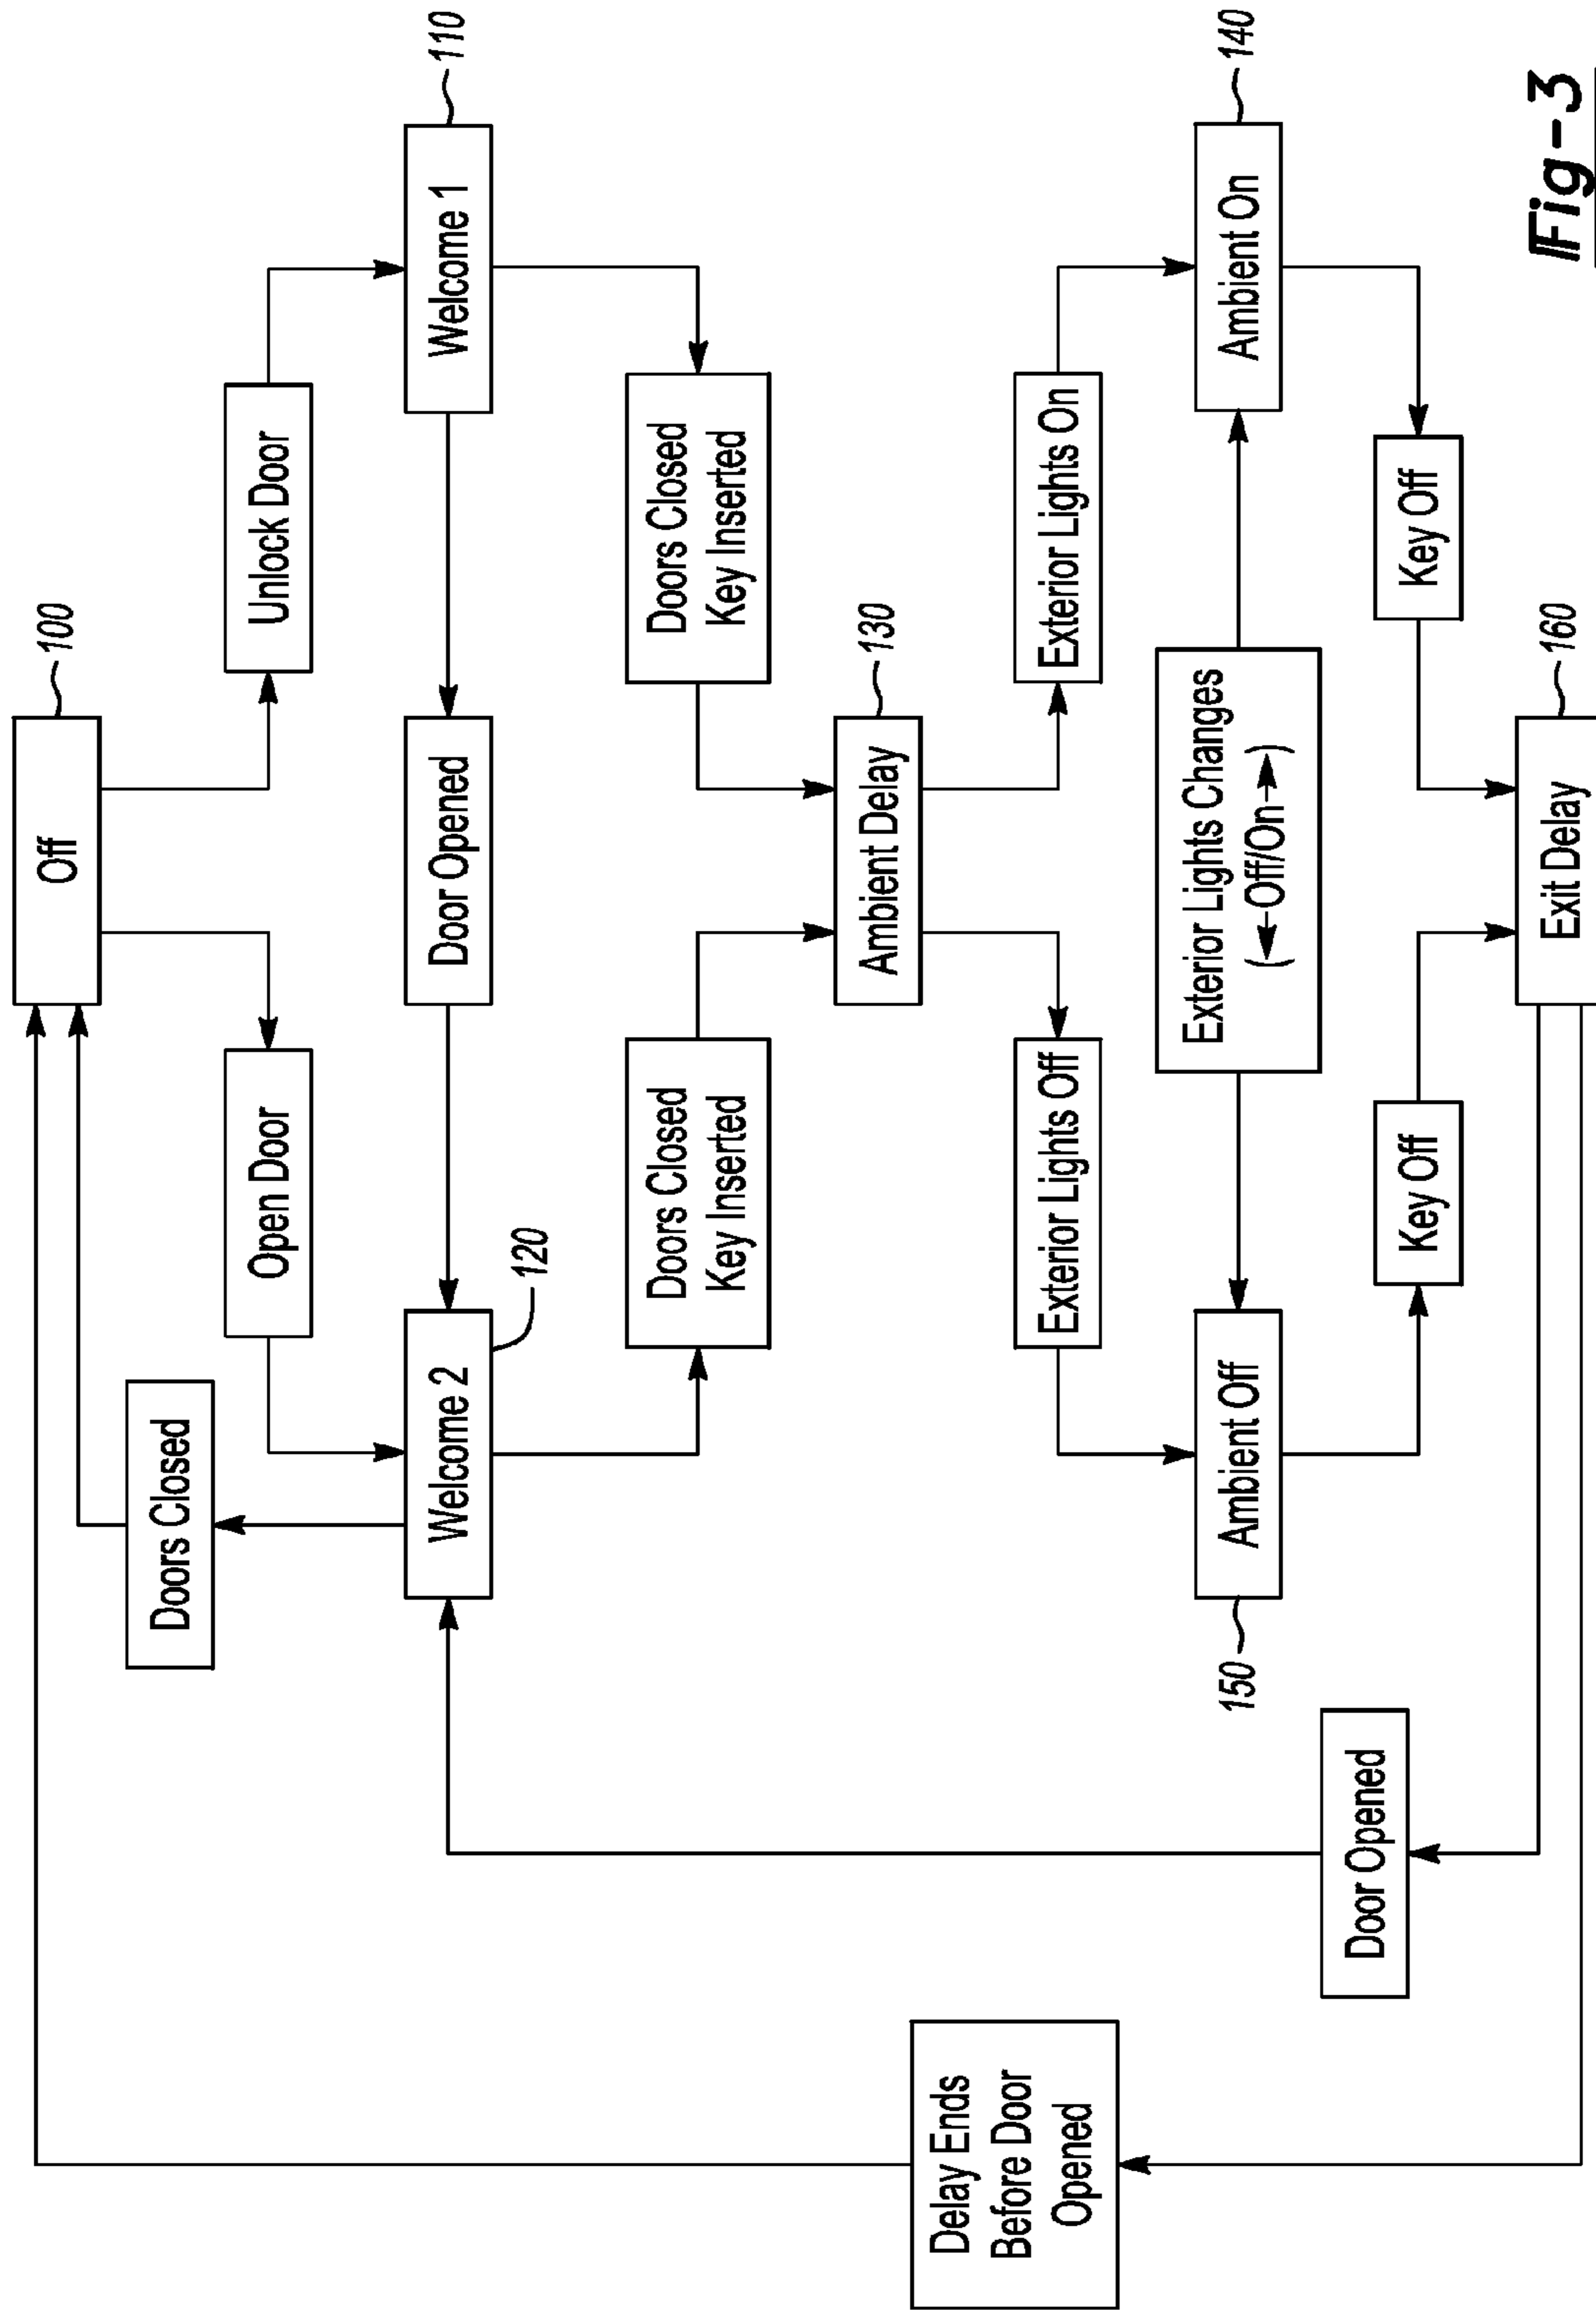 Off
100
Doors Closed
Open Door
Unlock Door
Welcome 2
120
Door Opened
Welcome 1
110
Doors Closed
Key Inserted
Doors Closed
Key Inserted
Ambient Delay
130
Delay Ends
Before Door
Opened
Exterior Lights Off
Exterior Lights On
150
Ambient Off
Exterior Lights Changes
(←Off/On→)
Ambient On
140
Door Opened
Key Off
Key Off
Exit Delay
160
Fig-3